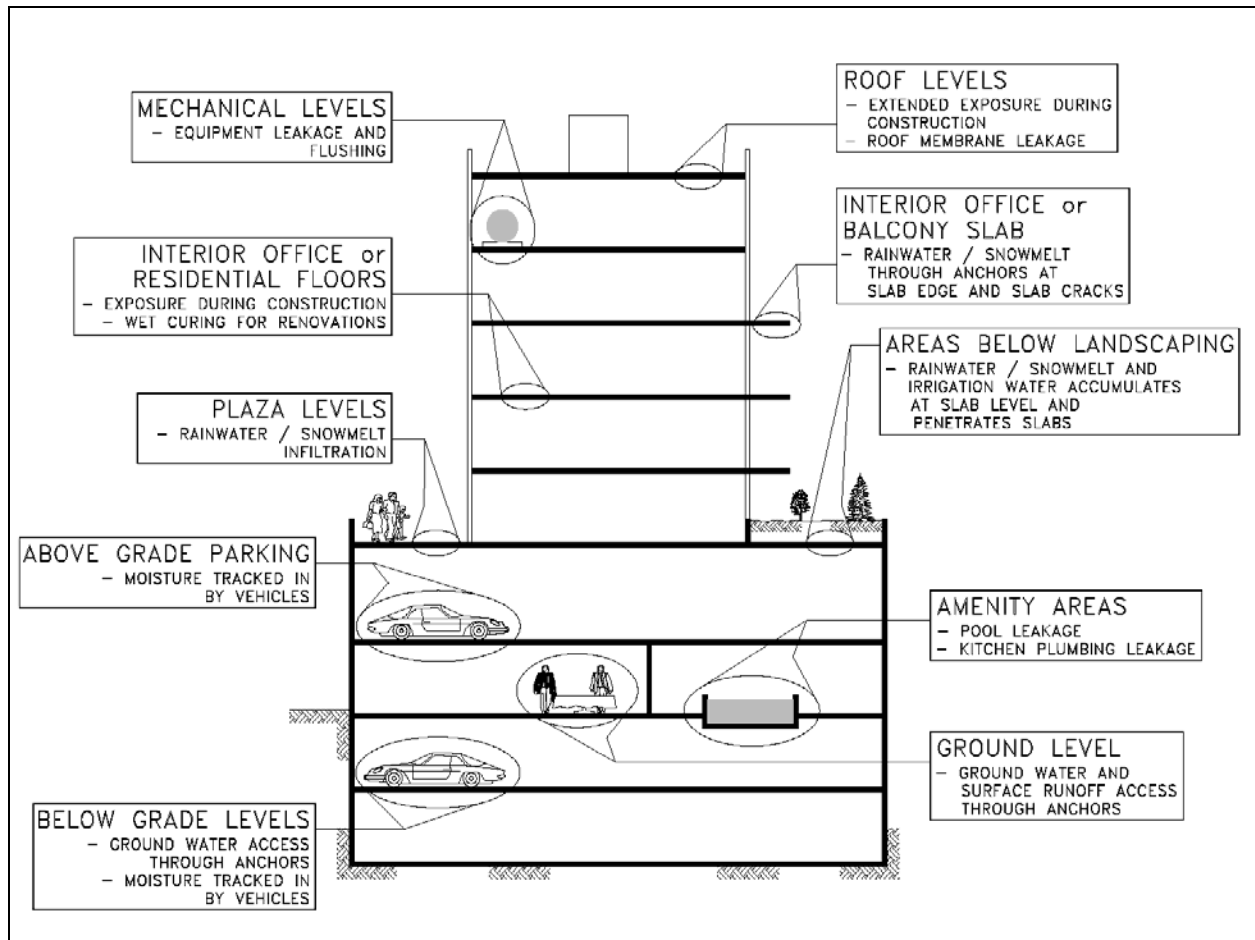 MECHANICAL LEVELS
- EQUIPMENT LEAKAGE AND
FLUSHING
ROOF LEVELS
- EXTENDED EXPOSURE DURING
CONSTRUCTION
- ROOF MEMBRANE LEAKAGE
INTERIOR OFFICE or
RESIDENTIAL FLOORS
- EXPOSURE DURING CONSTRUCTION
- WET CURING FOR RENOVATIONS
INTERIOR OFFICE or
BALCONY SLAB
- RAINWATER / SNOWMELT
THROUGH ANCHORS AT
SLAB EDGE AND SLAB CRACKS
PLAZA LEVELS
- RAINWATER / SNOWMELT
INFILTRATION
AREAS BELOW LANDSCAPING
- RAINWATER / SNOWMELT AND
IRRIGATION WATER ACCUMULATES
AT SLAB LEVEL AND
PENETRATES SLABS
ABOVE GRADE PARKING
- MOISTURE TRACKED IN
BY VEHICLES
AMENITY AREAS
- POOL LEAKAGE
- KITCHEN PLUMBING LEAKAGE
GROUND LEVEL
- GROUND WATER AND
SURFACE RUNOFF ACCESS
THROUGH ANCHORS
BELOW GRADE LEVELS
- GROUND WATER ACCESS
THROUGH ANCHORS
- MOISTURE TRACKED IN
BY VEHICLES